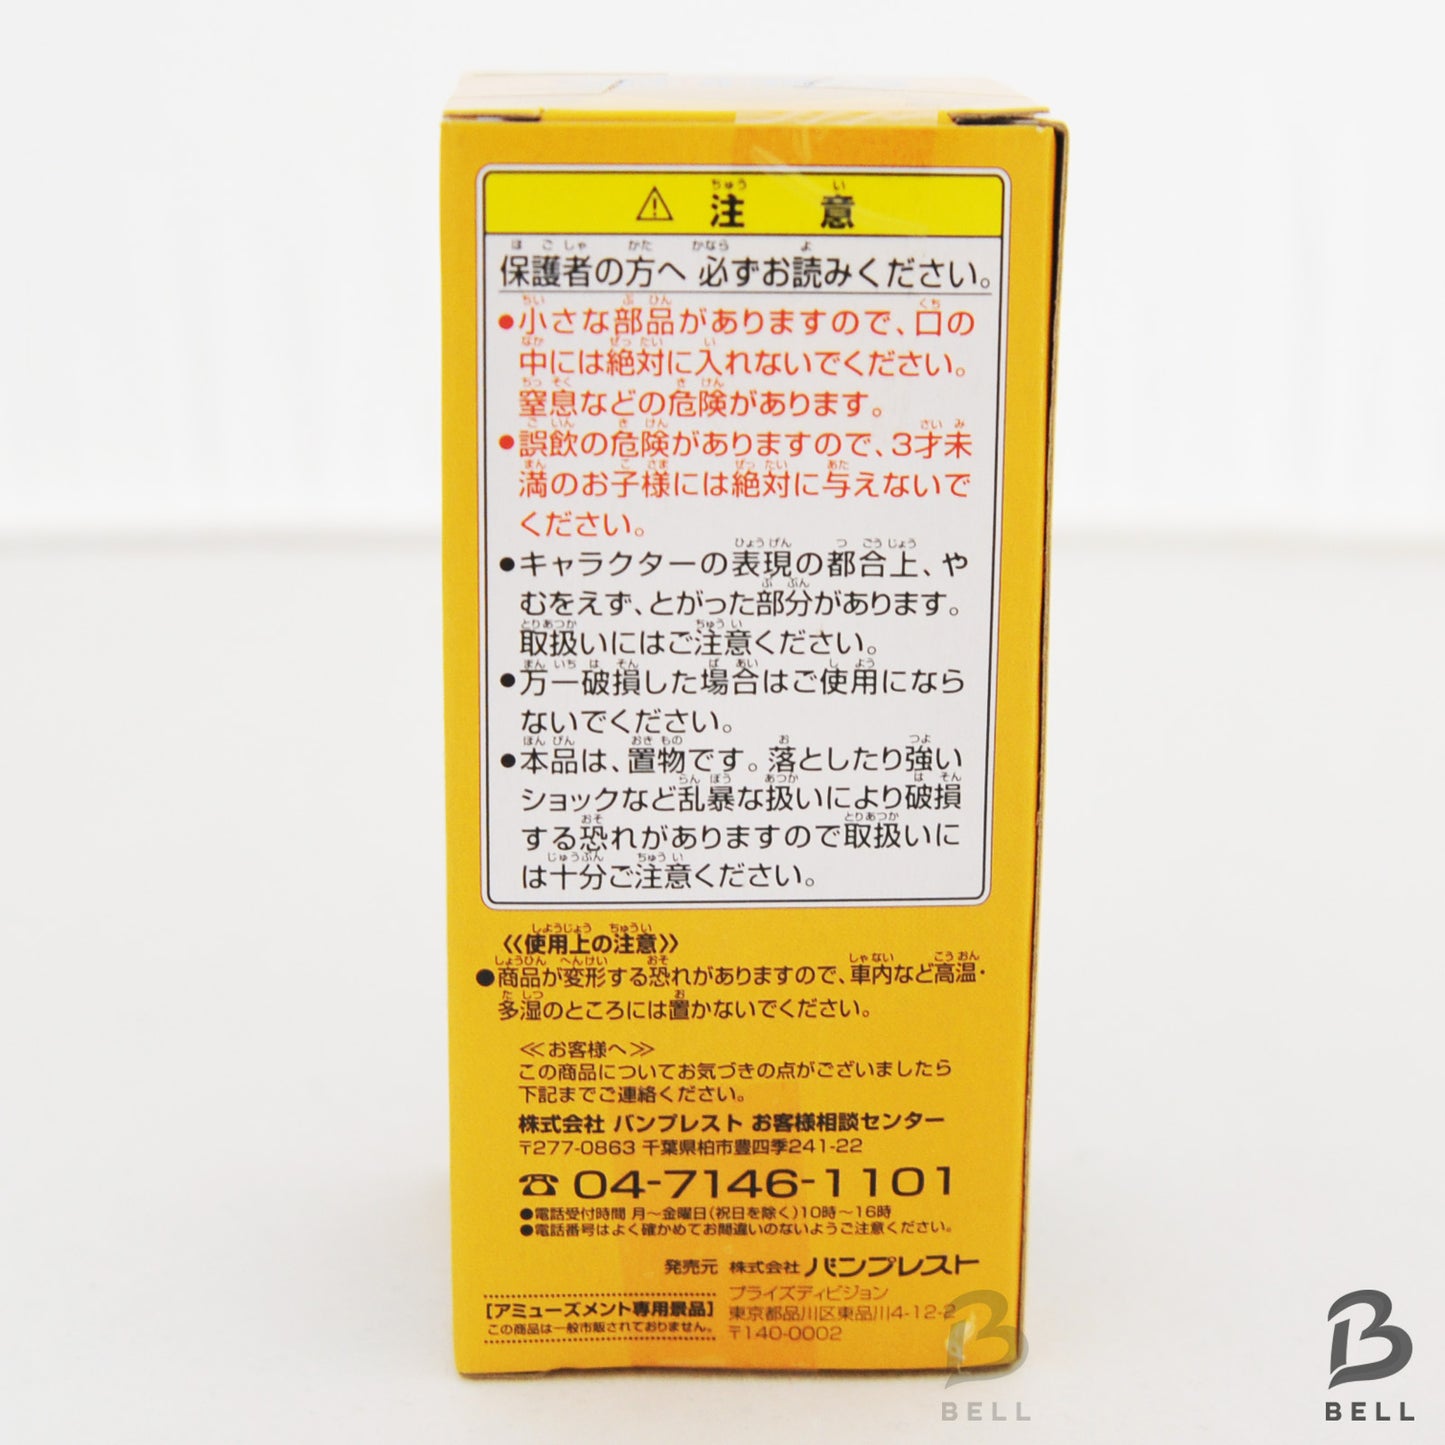 ⚠ 注意
保護者の方へ 必ずお読みください。
●小さな部品がありますので、口の
中には絶対に入れないでください。
窒息などの危険があります。
●誤飲の危険がありますので、3才未
満のお子様には絶対に与えないで
ください。
●キャラクターの表現の都合上、や
むをえず、とがった部分があります。
取扱いにはご注意ください。
●万一破損した場合はご使用になら
ないでください。
●本品は、置物です。落としたり強い
ショックなど乱暴な扱いにより破損
する恐れがありますので取扱いに
は十分ご注意ください。
《使用上の注意》
●商品が変形する恐れがありますので、車内など高温・
多湿のところには置かないでください。
≪お客様へ≫
この商品についてお気づきの点がございましたら
下記までご連絡ください。
株式会社 バンプレスト お客様相談センター
〒277-0863 千葉県柏市豊四季241-22
☎ 04-7146-1101
●電話受付時間 月～金曜日(祝日を除く)10時～16時
●電話番号はよく確かめてお間違いのないようご注意ください。
発売元 株式会社 バンプレスト
プライズディビジョン
東京都品川区東品川4-12-2
〒140-0002
[アミューズメント専用景品]
この商品は一般市販されておりません。
BELL
BELL